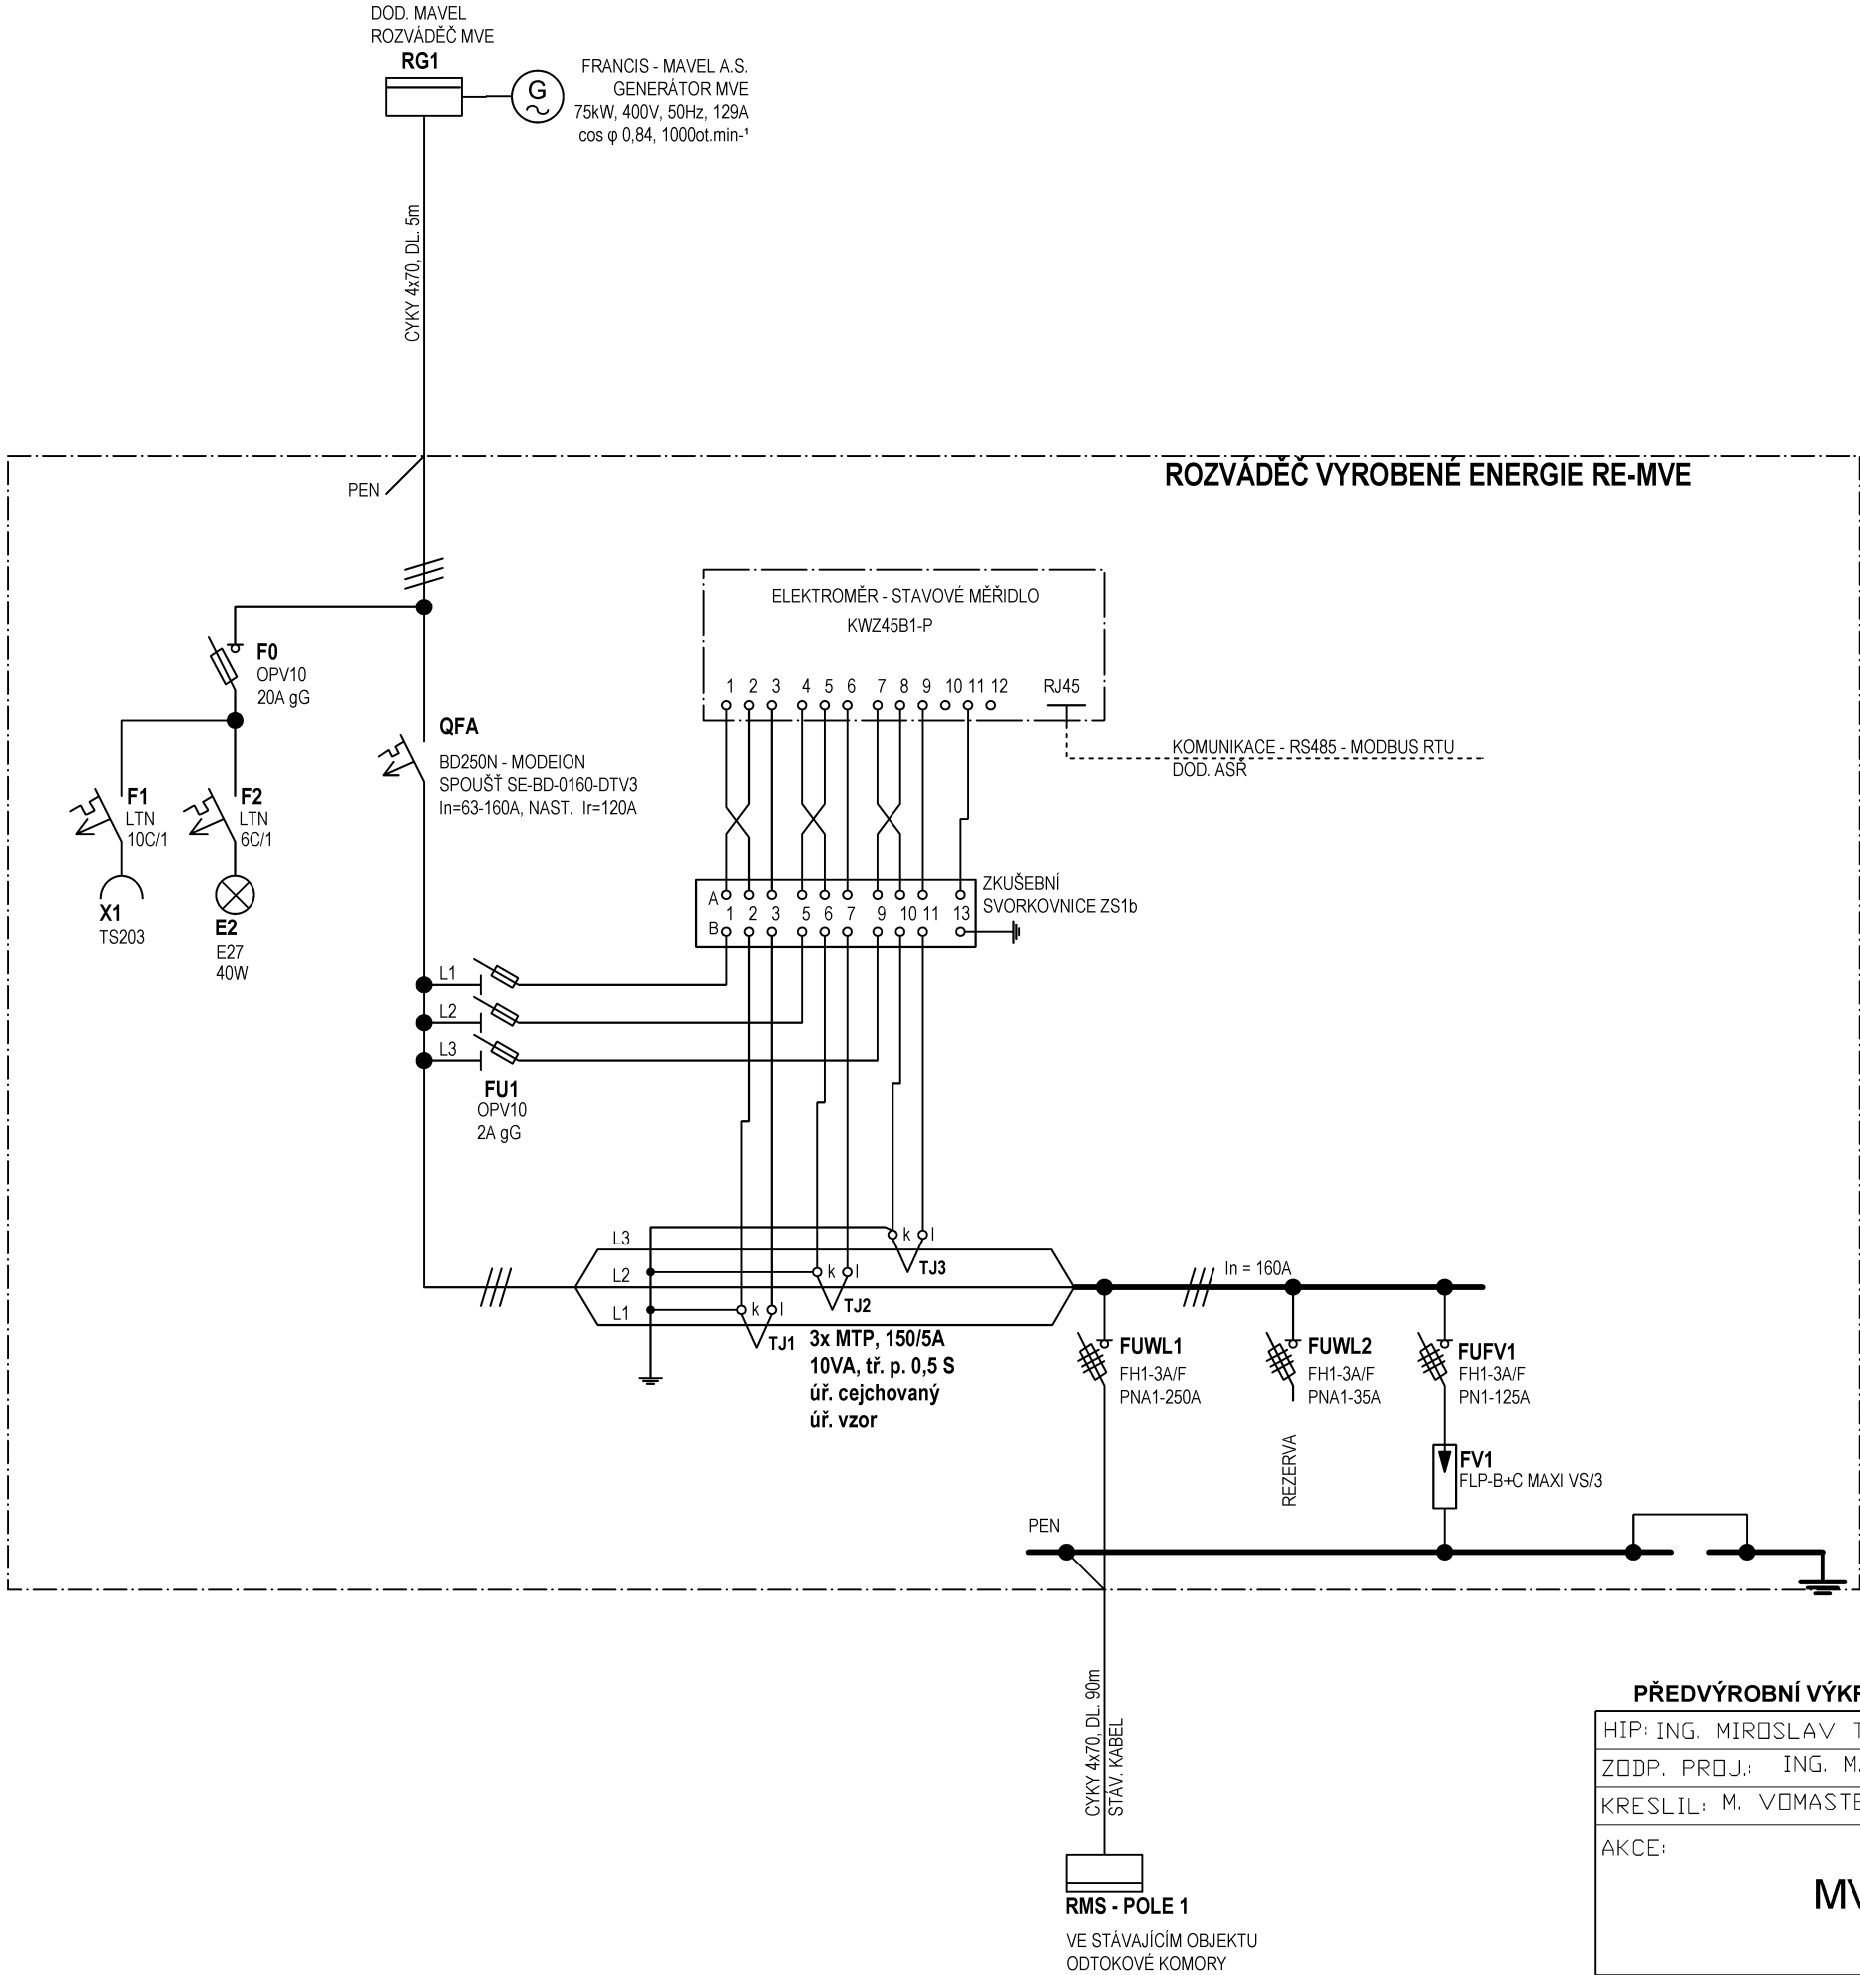 DOD. MAVEL
ROZVÁDĚČ MVE
RG1
G
FRANCIS - MAVEL A.S.
GENERÁTOR MVE
75kW, 400V, 50Hz, 129A
cos φ 0,84, 1000ot.min-¹
CYKY 4x70, DL. 5m
ROZVÁDĚČ VYROBENÉ ENERGIE RE-MVE
PEN
ELEKTROMĚR - STAVOVÉ MĚŘIDLO
KWZ45B1-P
1 2 3 4 5 6 7 8 9 10 11 12 RJ45
F0
OPV10
20A gG
QFA
BD250N - MODEION
SPOUŠŤ SE-BD-0160-DTV3
In=63-160A, NAST. Ir=120A
KOMUNIKACE - RS485 - MODBUS RTU
DOD. ASŘ
F1
LTN
10C/1
F2
LTN
6C/1
X1
TS203
E2
E27
40W
ZKUŠEBNÍ
SVORKOVNICE ZS1b
A
1 2 3 5 6 7 9 10 11 13
B
L1
L2
L3
FU1
OPV10
2A gG
L3
L2
L1
k l
TJ3
k l
TJ2
k l
TJ1
3x MTP, 150/5A
10VA, tř. p. 0,5 S
úř. cejchovaný
úř. vzor
In = 160A
FUWL1
FH1-3A/F
PNA1-250A
FUWL2
FH1-3A/F
PNA1-35A
REZERVA
FUFV1
FH1-3A/F
PN1-125A
FV1
FLP-B+C MAXI VS/3
PEN
CYKY 4x70, DL. 90m
STÁV. KABEL
RMS - POLE 1
VE STÁVAJÍCÍM OBJEKTU
ODTOKOVÉ KOMORY
PŘEDVÝROBNÍ VÝK
HIP: ING. MIROSLAV T
ZODP. PROJ.: ING. M.
KRESLIL: M. VOMASTE
AKCE:
MV